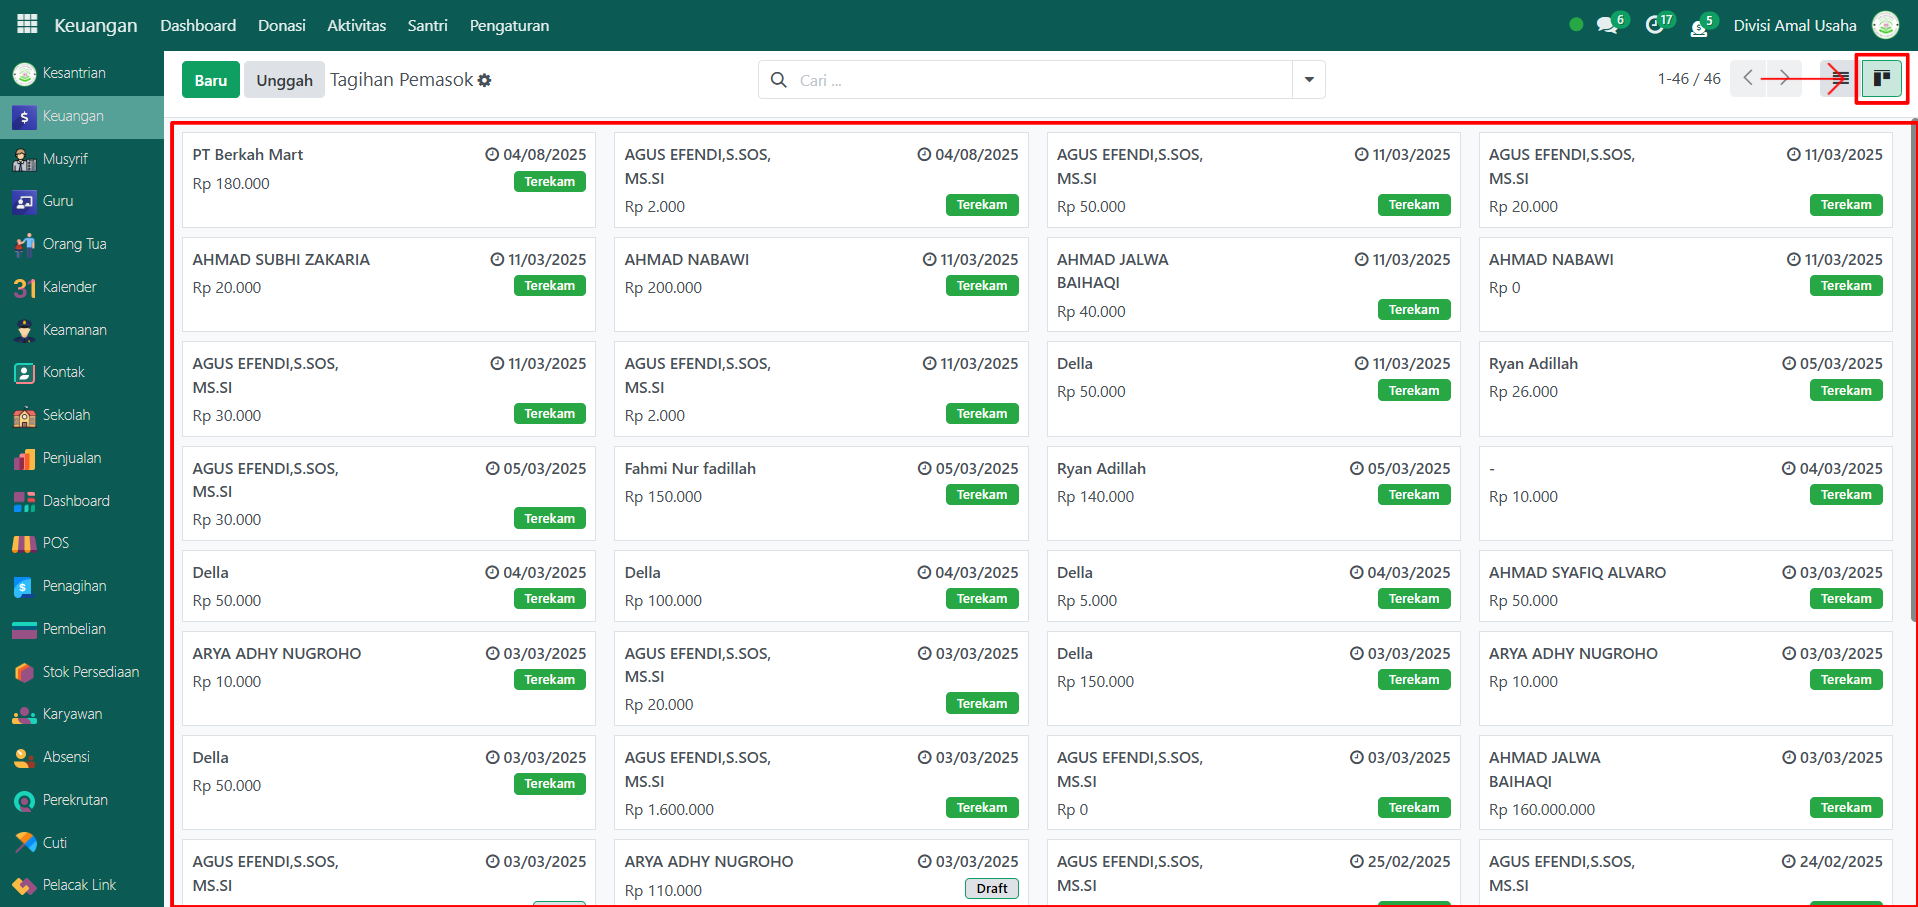 Keuangan Dashboard Donasi Aktivitas Santri Pengaturan 6 17 5 Divisi Amal Usaha
Kesantrian
Keuangan
Musyrif
Guru
Orang Tua
31 Kalender
Keamanan
Kontak
Sekolah
Penjualan
Dashboard
POS
Penagihan
Pembelian
Stok Persediaan
Karyawan
Absensi
Perekrutan
Cuti
Pelacak Link
Baru Unggah Tagihan Pemasok Cari ... 1-46 / 46
PT Berkah Mart 04/08/2025
Rp 180.000 Terekam
AGUS EFENDI,S.SOS, 04/08/2025
MS.SI
Rp 2.000 Terekam
AGUS EFENDI,S.SOS, 11/03/2025
MS.SI
Rp 50.000 Terekam
AGUS EFENDI,S.SOS, 11/03/2025
MS.SI
Rp 20.000 Terekam
AHMAD SUBHI ZAKARIA 11/03/2025
Rp 20.000 Terekam
AHMAD NABAWI 11/03/2025
Rp 200.000 Terekam
AHMAD JALWA 11/03/2025
BAIHAQI
Rp 40.000 Terekam
AHMAD NABAWI 11/03/2025
Rp 0 Terekam
AGUS EFENDI,S.SOS, 11/03/2025
MS.SI
Rp 30.000 Terekam
AGUS EFENDI,S.SOS, 11/03/2025
MS.SI
Rp 2.000 Terekam
Della 11/03/2025
Rp 50.000 Terekam
Ryan Adillah 05/03/2025
Rp 26.000 Terekam
AGUS EFENDI,S.SOS, 05/03/2025
MS.SI
Rp 30.000 Terekam
Fahmi Nur fadillah 05/03/2025
Rp 150.000 Terekam
Ryan Adillah 05/03/2025
Rp 140.000 Terekam
- 04/03/2025
Rp 10.000 Terekam
Della 04/03/2025
Rp 50.000 Terekam
Della 04/03/2025
Rp 100.000 Terekam
Della 04/03/2025
Rp 5.000 Terekam
AHMAD SYAFIQ ALVARO 03/03/2025
Rp 50.000 Terekam
ARYA ADHY NUGROHO 03/03/2025
Rp 10.000 Terekam
AGUS EFENDI,S.SOS, 03/03/2025
MS.SI
Rp 20.000 Terekam
Della 03/03/2025
Rp 150.000 Terekam
ARYA ADHY NUGROHO 03/03/2025
Rp 10.000 Terekam
Della 03/03/2025
Rp 50.000 Terekam
AGUS EFENDI,S.SOS, 03/03/2025
MS.SI
Rp 1.600.000 Terekam
AGUS EFENDI,S.SOS, 03/03/2025
MS.SI
Rp 0 Terekam
AHMAD JALWA 03/03/2025
BAIHAQI
Rp 160.000.000 Terekam
AGUS EFENDI,S.SOS, 03/03/2025
MS.SI
ARYA ADHY NUGROHO 03/03/2025
Rp 110.000 Draft
AGUS EFENDI,S.SOS, 25/02/2025
MS.SI
AGUS EFENDI,S.SOS, 24/02/2025
MS.SI